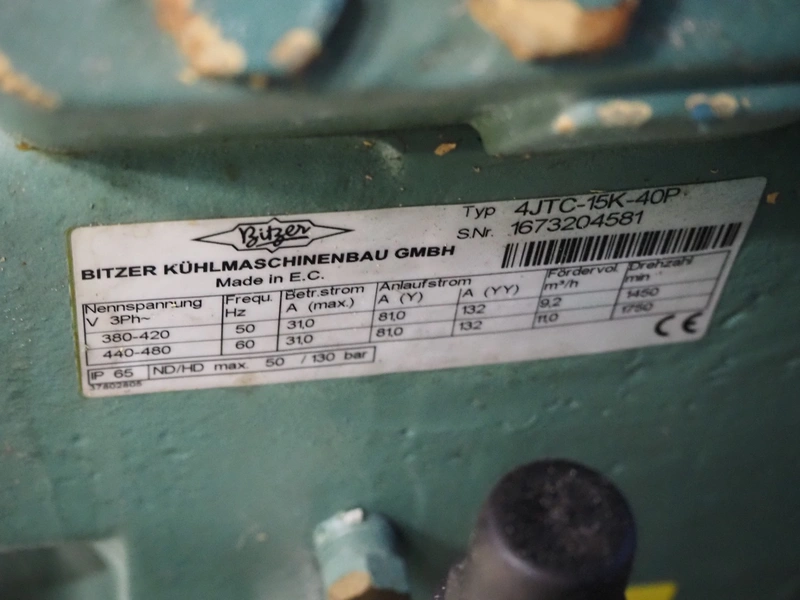 Bitzer
BITZER KÜHLMASCHINENBAU GMBH
Made in E.C.
Typ 4JTC-15K-40P
S.Nr. 1673204581
Nennspannung Frequ. Betr.strom Anlaufstrom Fördervol. Drehzahl
V 3Ph~ Hz A (max.) A (Y) A (YY) m³/h min
380-420 50 31,0 81,0 132 9,2 1450
440-480 60 31,0 81,0 132 11,0 1750
IP 65 ND/HD max. 50 / 130 bar CE
37802805